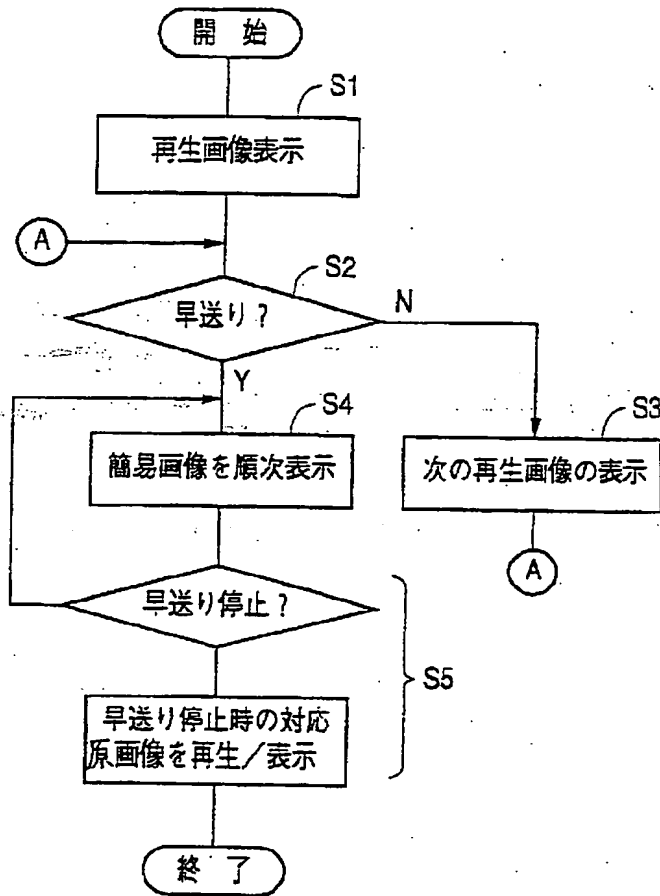 開 始
S1
再生画像表示
A
S2
早送り？
N
Y
S4
S3
簡易画像を順次表示
次の再生画像の表示
A
早送り停止？
S5
早送り停止時の対応
原画像を再生／表示
終 了